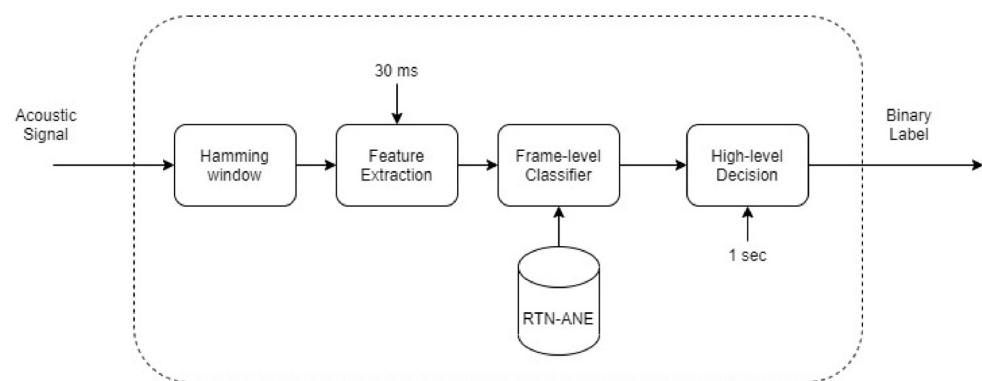 30 ms
Acoustic
Signal
Binary
Label
Hamming
window
Feature
Extraction
Frame-level
Classifier
High-level
Decision
1 sec
RTN-ANE